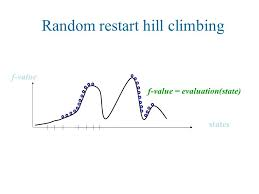 Random restart hill climbing
f-value
f-value = evaluation(state)
states